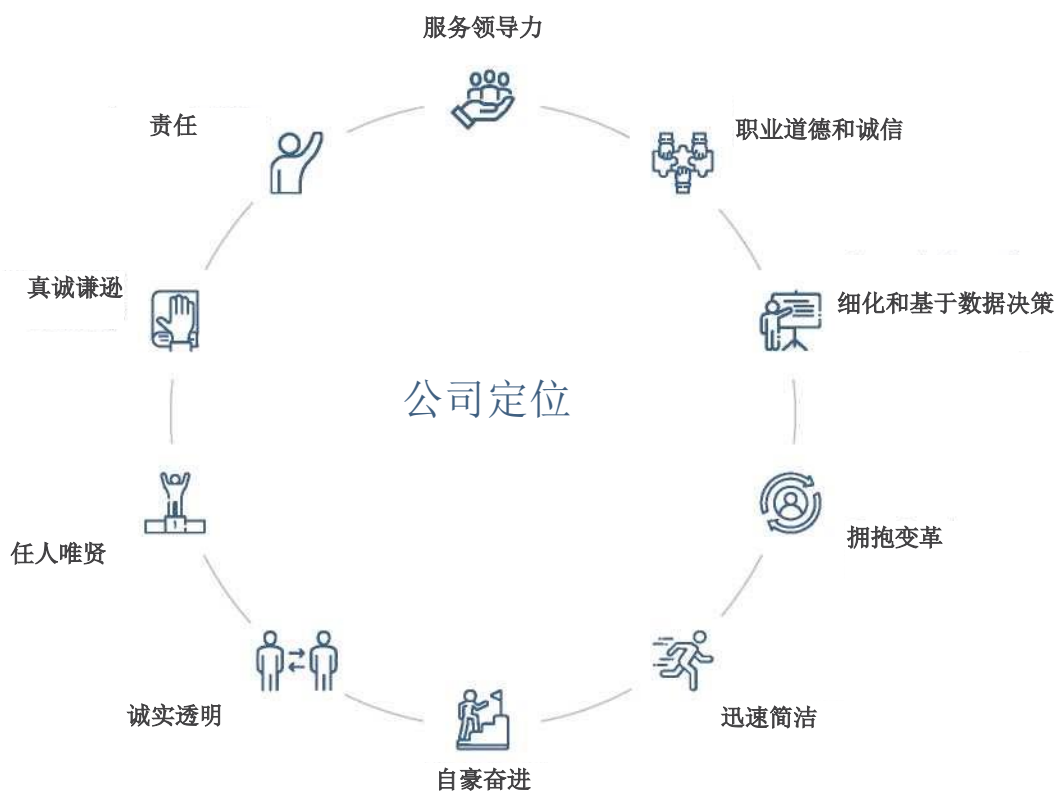 服务领导力
责任
职业道德和诚信
真诚谦逊
细化和基于数据决策
公司定位
任人唯贤
1
拥抱变革
诚实透明
迅速简洁
自豪奋进